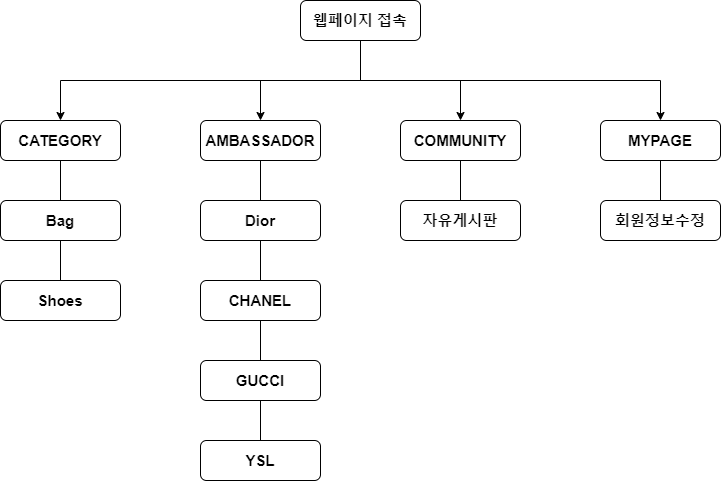 웹페이지 접속
CATEGORY
AMBASSADOR
COMMUNITY
MYPAGE
Bag
Dior
자유게시판
회원정보수정
Shoes
CHANEL
GUCCI
YSL